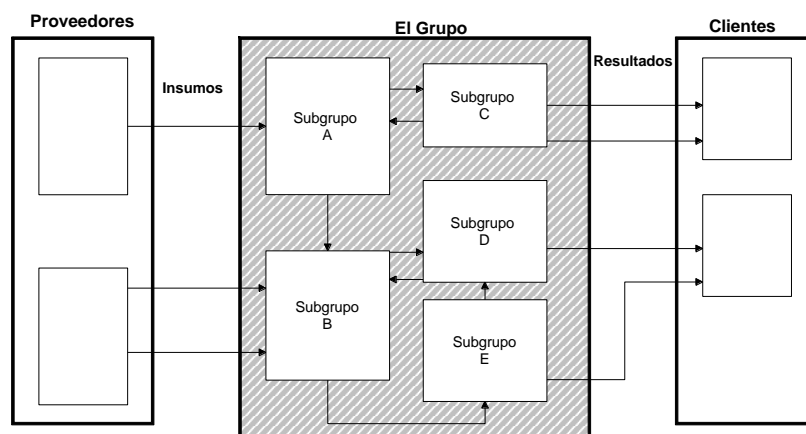 Proveedores
El Grupo
Clientes
Insumos
Resultados
Subgrupo
A
Subgrupo
C
Subgrupo
D
Subgrupo
B
Subgrupo
E